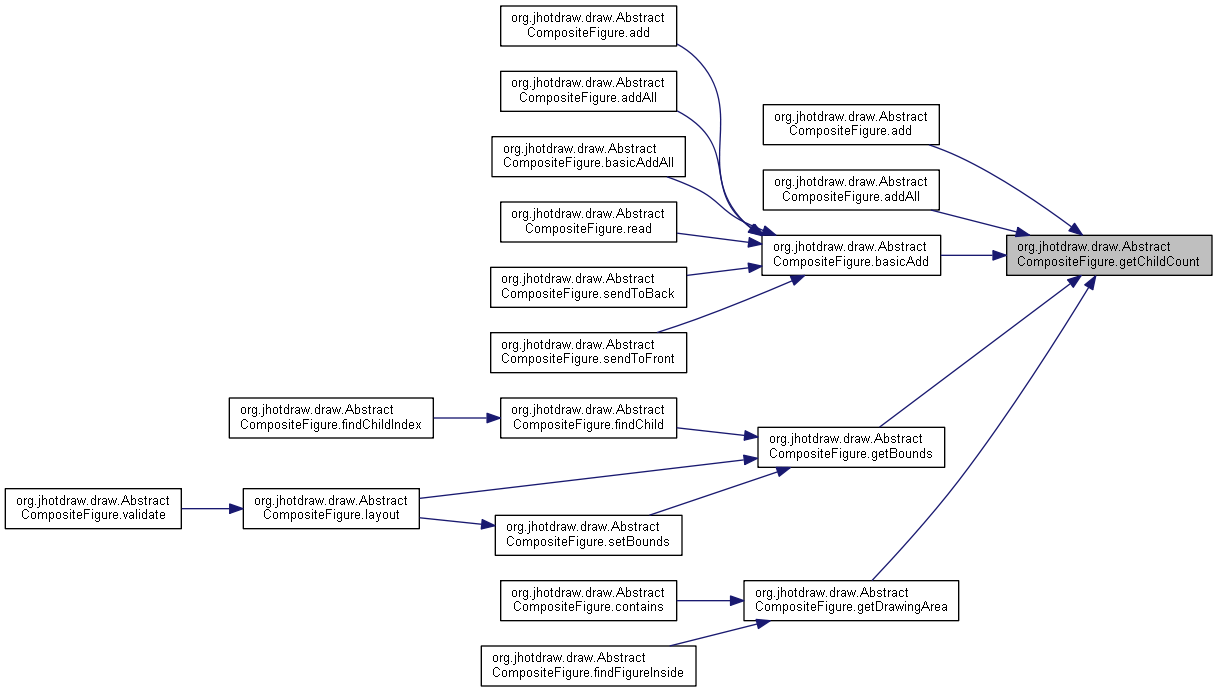 org.jhotdraw.draw.Abstract
CompositeFigure.add
org.jhotdraw.draw.Abstract
CompositeFigure.addAll
org.jhotdraw.draw.Abstract
CompositeFigure.basicAddAll
org.jhotdraw.draw.Abstract
CompositeFigure.read
org.jhotdraw.draw.Abstract
CompositeFigure.sendToBack
org.jhotdraw.draw.Abstract
CompositeFigure.sendToFront
org.jhotdraw.draw.Abstract
CompositeFigure.add
org.jhotdraw.draw.Abstract
CompositeFigure.addAll
org.jhotdraw.draw.Abstract
CompositeFigure.basicAdd
org.jhotdraw.draw.Abstract
CompositeFigure.getChildCount
org.jhotdraw.draw.Abstract
CompositeFigure.findChildIndex
org.jhotdraw.draw.Abstract
CompositeFigure.findChild
org.jhotdraw.draw.Abstract
CompositeFigure.getBounds
org.jhotdraw.draw.Abstract
CompositeFigure.validate
org.jhotdraw.draw.Abstract
CompositeFigure.layout
org.jhotdraw.draw.Abstract
CompositeFigure.setBounds
org.jhotdraw.draw.Abstract
CompositeFigure.contains
org.jhotdraw.draw.Abstract
CompositeFigure.getDrawingArea
org.jhotdraw.draw.Abstract
CompositeFigure.findFigureInside